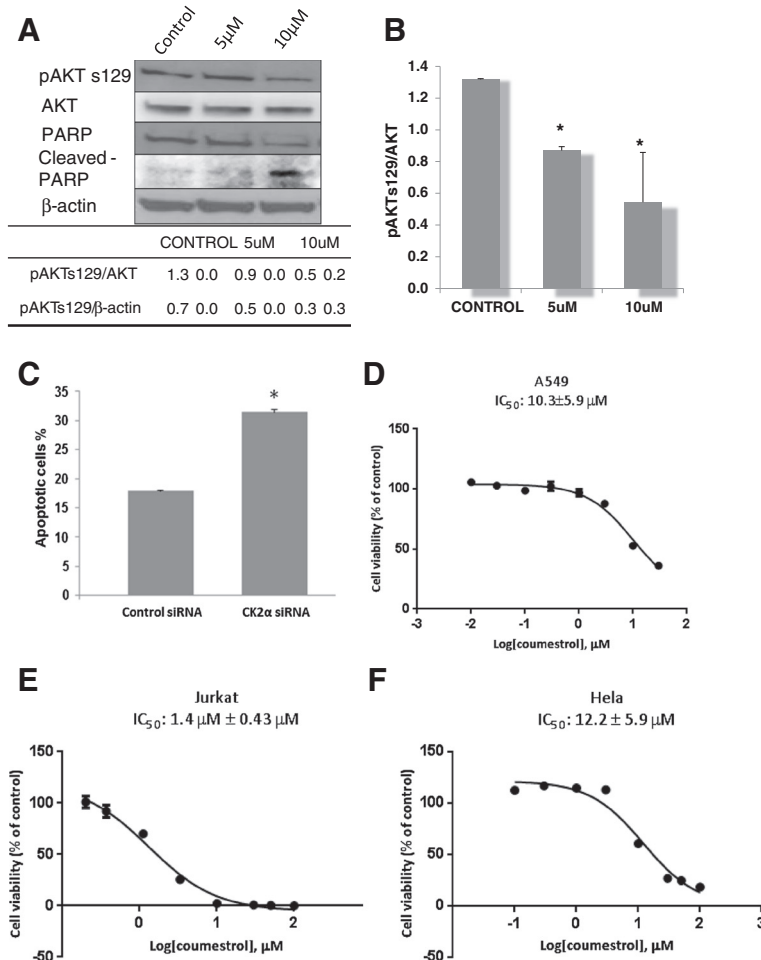 A
Control 5µM 10µM
pAKT s129
AKT
PARP
Cleaved -
PARP
β-actin
CONTROL 5uM 10uM
pAKTs129/AKT 1.3 0.0 0.9 0.0 0.5 0.2
pAKTs129/β-actin 0.7 0.0 0.5 0.0 0.3 0.3
B
pAKTs129/AKT
1.4
1.2
1.0
0.8
0.6
0.4
0.2
0.0
* *
CONTROL 5uM 10uM
C
Apoptotic cells %
35
30
25
20
15
10
5
0
*
Control siRNA CK2α siRNA
D
A549
IC50: 10.3±5.9 µM
Cell viability (% of control)
150
100
50
0
-3 -2 -1 0 1 2
Log[coumestrol], µM
E
Jurkat
IC50: 1.4 µM ± 0.43 µM
Cell viability (% of control)
150
100
50
0
-50
0 1 2
Log[coumestrol], µM
F
Hela
IC50: 12.2 ± 5.9 µM
Cell viability (% of control)
150
100
50
0
-50
-1 0 1 2 3
Log[coumestrol], µM